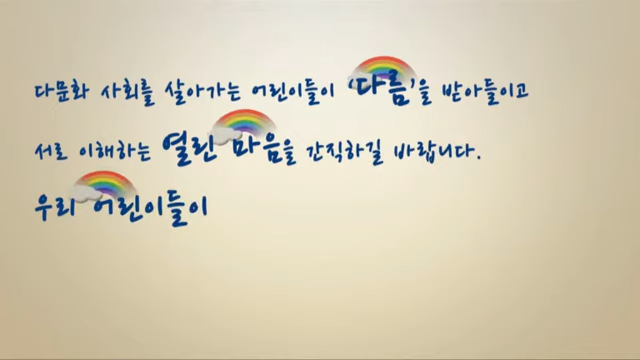 다문화 사회를 살아가는 어린이들이 '다름'을 받아들이고
서로 이해하는 열린 마음을 간직하길 바랍니다.
우리 어린이들이